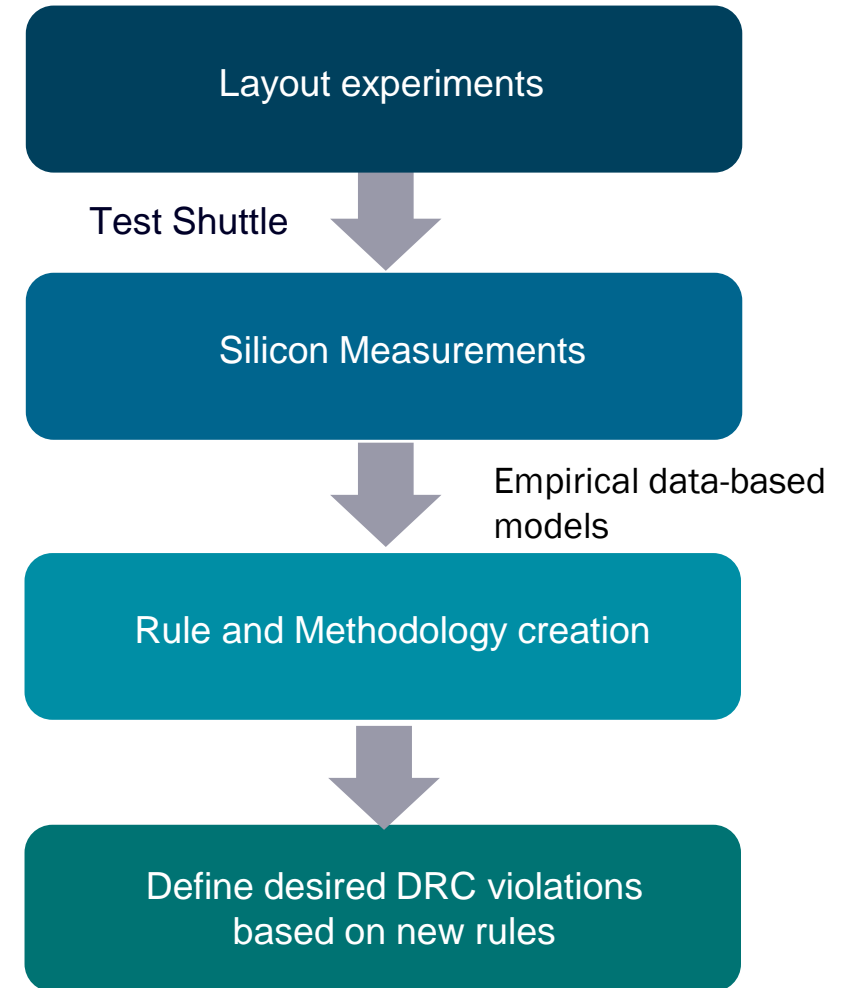 Layout experiments
Test Shuttle
Silicon Measurements
Empirical data-based
models
Rule and Methodology creation
Define desired DRC violations
based on new rules